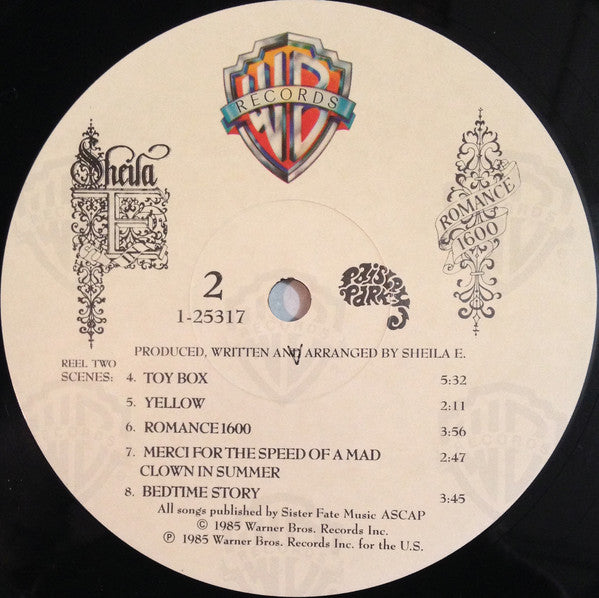 WB
RECORDS
Sheila
E
ROMANCE
1600
2
1-25317
Paisley
Park
PRODUCED, WRITTEN AND ARRANGED BY SHEILA E.
REEL TWO
SCENES: 4. TOY BOX 5:32
5. YELLOW 2:11
6. ROMANCE 1600 3:56
7. MERCI FOR THE SPEED OF A MAD 2:47
CLOWN IN SUMMER
8. BEDTIME STORY 3:45
All songs published by Sister Fate Music ASCAP
© 1985 Warner Bros. Records Inc.
℗ 1985 Warner Bros. Records Inc. for the U.S.